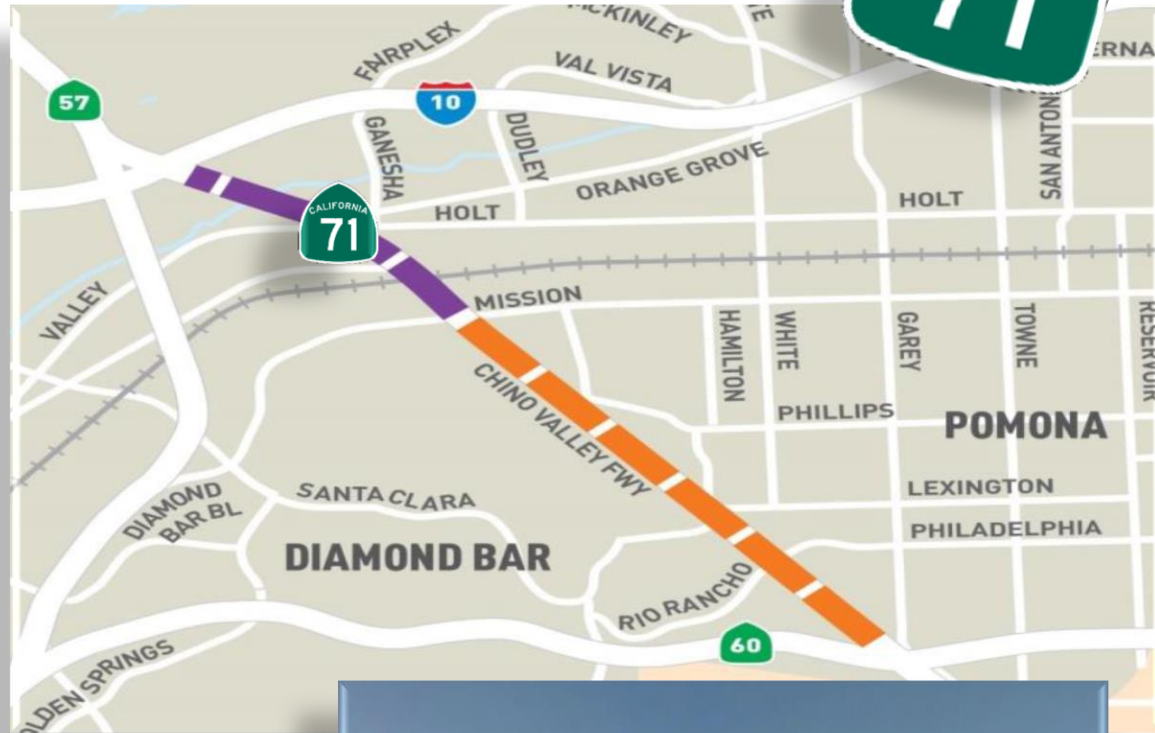 71
FAIRPLEX
MCKINLEY
VAL VISTA
57
10
GANESHA
DUDLEY
SAN ANTON
ORANGE GROVE
HOLT
HOLT
CALIFORNIA
71
VALLEY
MISSION
HAMILTON
WHITE
GAREY
TOWNE
RESERVOIR
CHINO VALLEY FWY
PHILLIPS
POMONA
DIAMOND
BAR BL
SANTA CLARA
LEXINGTON
PHILADELPHIA
DIAMOND BAR
RIO RANCHO
60
OLDEN SPRINGS